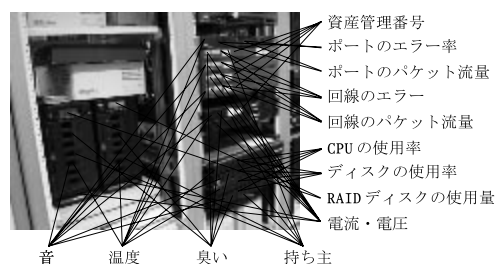 資産管理番号
ポートのエラー率
ポートのパケット流量
回線のエラー
回線のパケット流量
CPUの使用率
ディスクの使用率
RAIDディスクの使用量
電流・電圧
音 温度 臭い 持ち主